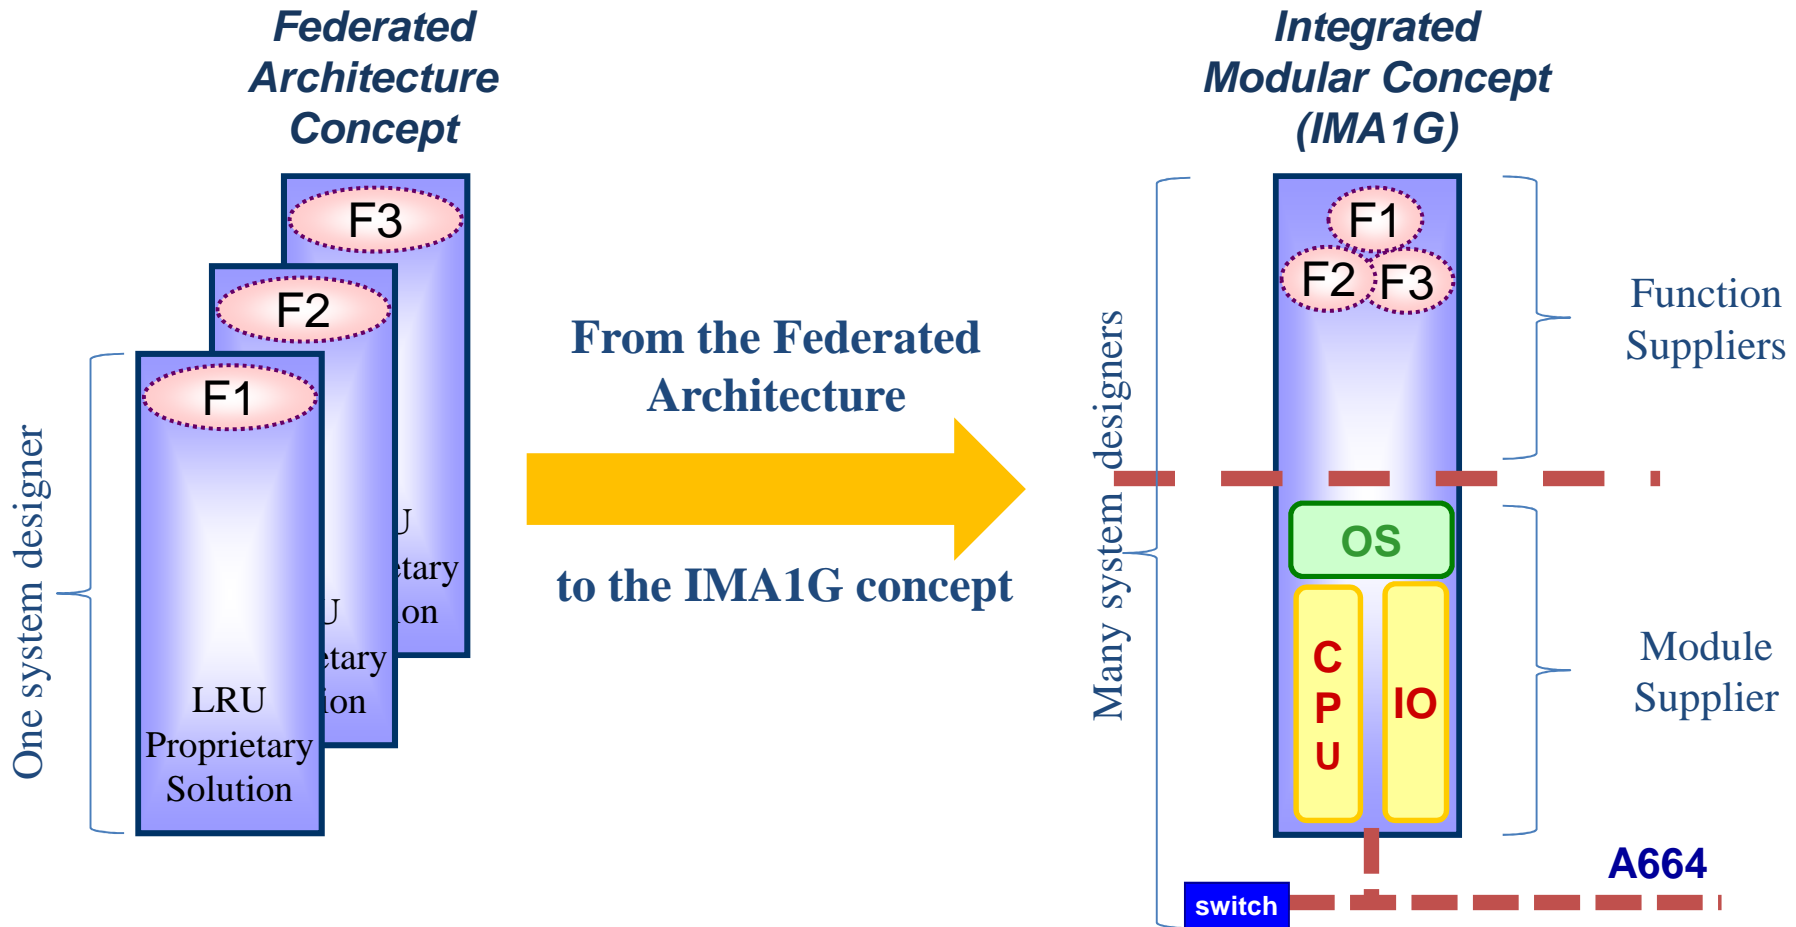 Federated
Architecture
Concept
Integrated
Modular Concept
(IMA1G)
F3
F2
F1
One system designer
LRU
Proprietary
Solution
U
etary
ion
U
etary
ion
From the Federated
Architecture
to the IMA1G concept
Many system designers
F1
F2
F3
Function
Suppliers
OS
C
P
U
IO
Module
Supplier
A664
switch